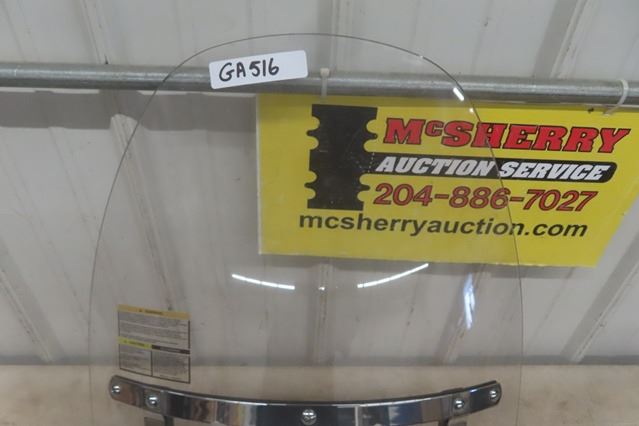 GA516
McSHERRY
AUCTION SERVICE
204-886-7027
mcsherryauction.com